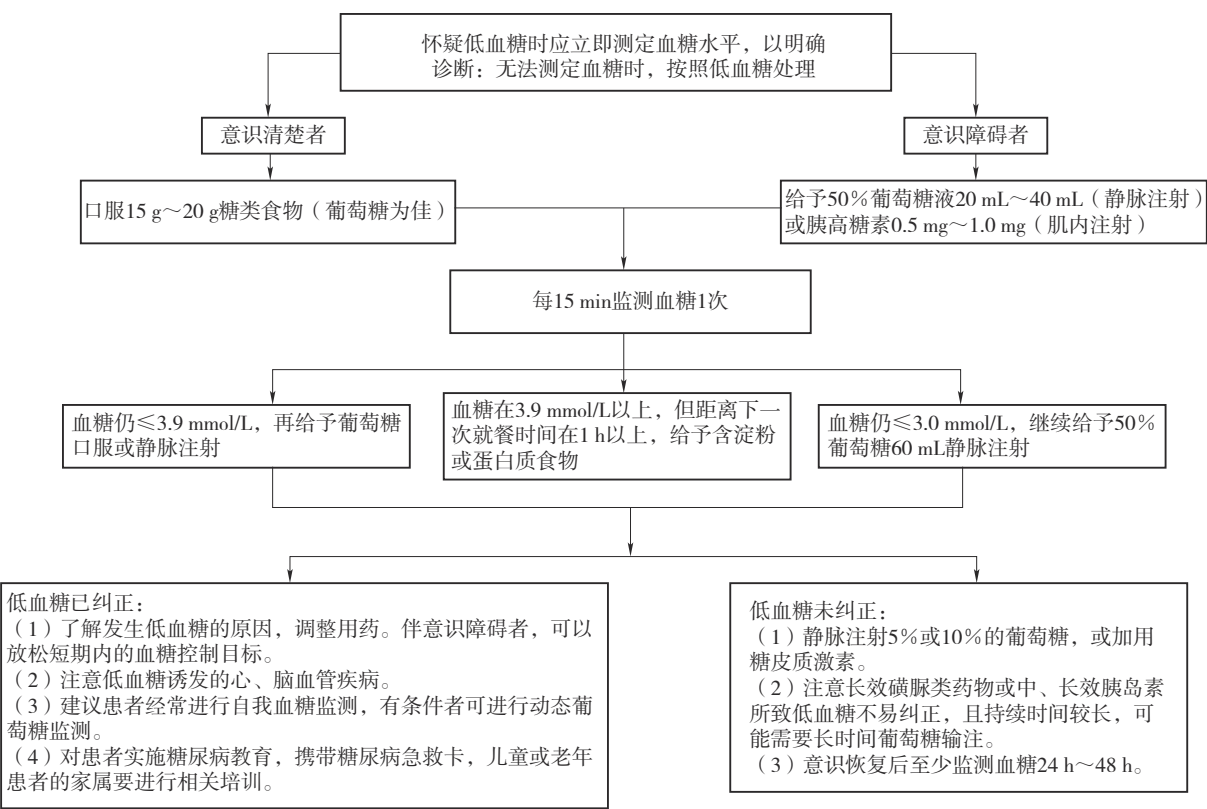 怀疑低血糖时应立即测定血糖水平，以明确
诊断：无法测定血糖时，按照低血糖处理
意识清楚者
意识障碍者
口服15 g～20 g糖类食物（葡萄糖为佳）
给予50%葡萄糖液20 mL～40 mL（静脉注射）
或胰高糖素0.5 mg～1.0 mg（肌内注射）
每15 min监测血糖1次
血糖仍≤3.9 mmol/L，再给予葡萄糖
口服或静脉注射
血糖在3.9 mmol/L以上，但距离下一
次就餐时间在1 h以上，给予含淀粉
或蛋白质食物
血糖仍≤3.0 mmol/L，继续给予50%
葡萄糖60 mL静脉注射
低血糖已纠正：
（1）了解发生低血糖的原因，调整用药。伴意识障碍者，可以
放松短期内的血糖控制目标。
（2）注意低血糖诱发的心、脑血管疾病。
（3）建议患者经常进行自我血糖监测，有条件者可进行动态葡
萄糖监测。
（4）对患者实施糖尿病教育，携带糖尿病急救卡，儿童或老年
患者的家属要进行相关培训。
低血糖未纠正：
（1）静脉注射5%或10%的葡萄糖，或加用
糖皮质激素。
（2）注意长效磺脲类药物或中、长效胰岛素
所致低血糖不易纠正，且持续时间较长，可
能需要长时间葡萄糖输注。
（3）意识恢复后至少监测血糖24 h～48 h。